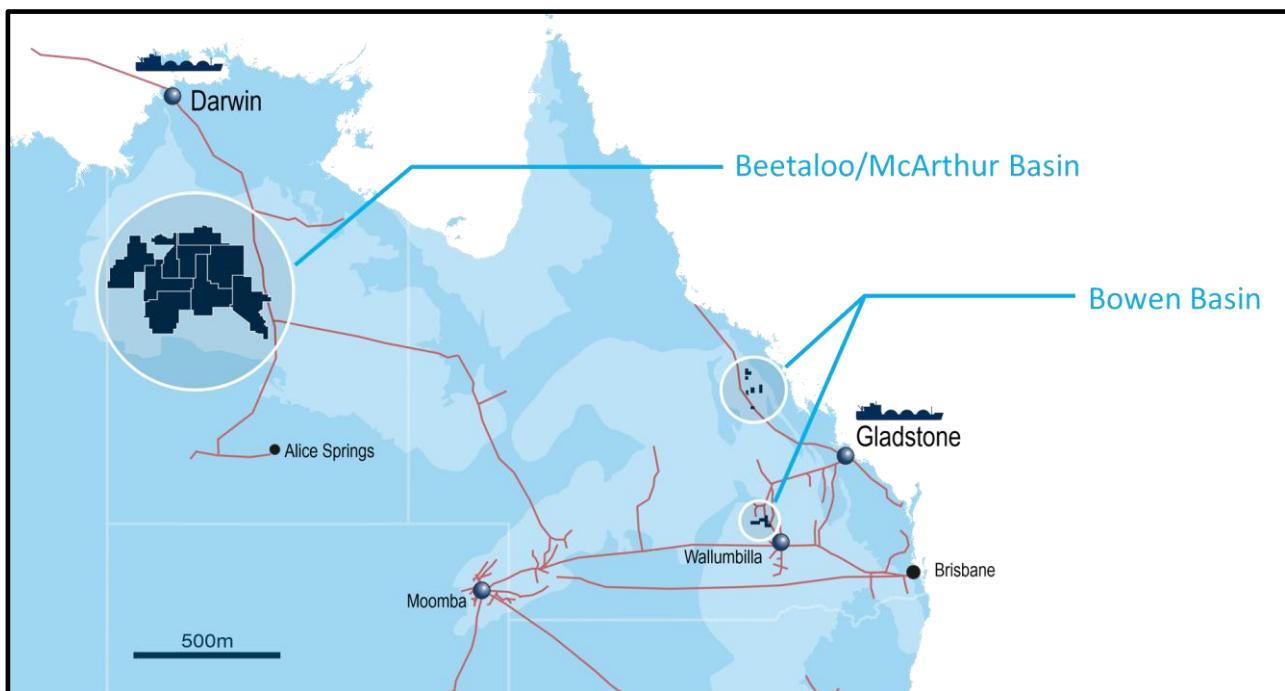 Darwin
Beetaloo/McArthur Basin
Bowen Basin
Gladstone
Alice Springs
Wallumbilla
Brisbane
Moomba
500m